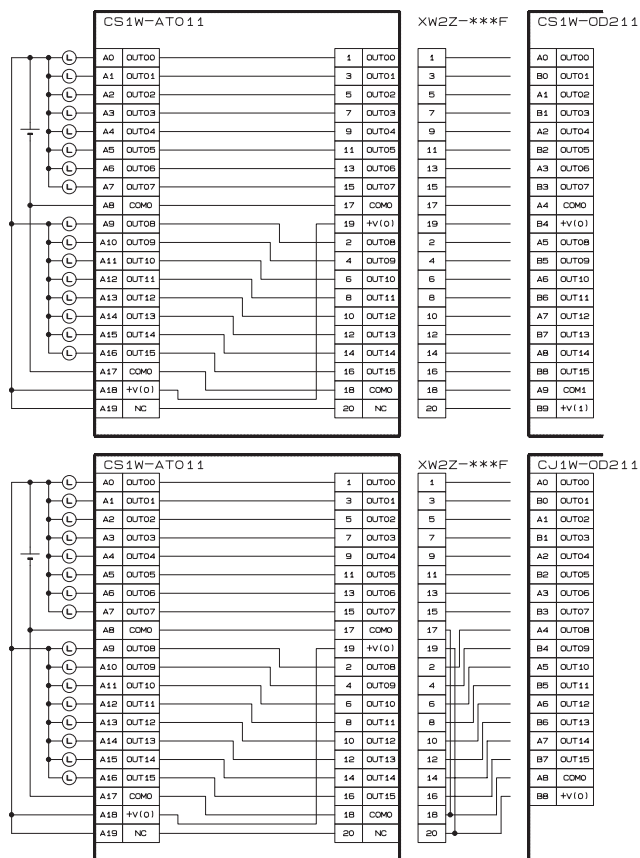 CS1W-ATO11 XW2Z-***F CS1W-OD211
L A0 OUT00 1 OUT00 1 A0 OUT00
L A1 OUT01 3 OUT01 3 B0 OUT01
L A2 OUT02 5 OUT02 5 A1 OUT02
L A3 OUT03 7 OUT03 7 B1 OUT03
L A4 OUT04 9 OUT04 9 A2 OUT04
L A5 OUT05 11 OUT05 11 B2 OUT05
L A6 OUT06 13 OUT06 13 A3 OUT06
L A7 OUT07 15 OUT07 15 B3 OUT07
A8 COM0 17 COM0 17 A4 COM0
L A9 OUT08 19 +V(0) 19 B4 +V(0)
L A10 OUT09 2 OUT08 2 A5 OUT08
L A11 OUT10 4 OUT09 4 B5 OUT09
L A12 OUT11 6 OUT10 6 A6 OUT10
L A13 OUT12 8 OUT11 8 B6 OUT11
L A14 OUT13 10 OUT12 10 A7 OUT12
L A15 OUT14 12 OUT13 12 B7 OUT13
L A16 OUT15 14 OUT14 14 A8 OUT14
A17 COM0 16 OUT15 16 B8 OUT15
A18 +V(0) 18 COM0 18 A9 COM1
A19 NC 20 NC 20 B9 +V(1)
CS1W-ATO11 XW2Z-***F CJ1W-OD211
L A0 OUT00 1 OUT00 1 A0 OUT00
L A1 OUT01 3 OUT01 3 B0 OUT01
L A2 OUT02 5 OUT02 5 A1 OUT02
L A3 OUT03 7 OUT03 7 B1 OUT03
L A4 OUT04 9 OUT04 9 A2 OUT04
L A5 OUT05 11 OUT05 11 B2 OUT05
L A6 OUT06 13 OUT06 13 A3 OUT06
L A7 OUT07 15 OUT07 15 B3 OUT07
A8 COM0 17 COM0 17 A4 OUT08
L A9 OUT08 19 +V(0) 19 B4 OUT09
L A10 OUT09 2 OUT08 2 A5 OUT10
L A11 OUT10 4 OUT09 4 B5 OUT11
L A12 OUT11 6 OUT10 6 A6 OUT12
L A13 OUT12 8 OUT11 8 B6 OUT13
L A14 OUT13 10 OUT12 10 A7 OUT14
L A15 OUT14 12 OUT13 12 B7 OUT15
L A16 OUT15 14 OUT14 14 A8 COM0
A17 COM0 16 OUT15 16 B8 +V(0)
A18 +V(0) 18 COM0 18
A19 NC 20 NC 20